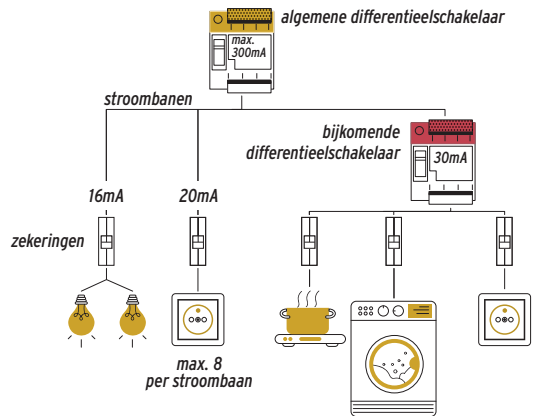 algemene differentieelschakelaar
max.
300mA
stroombanen
bijkomende
differentieelschakelaar
30mA
16mA
20mA
zekeringen
max. 8
per stroombaan